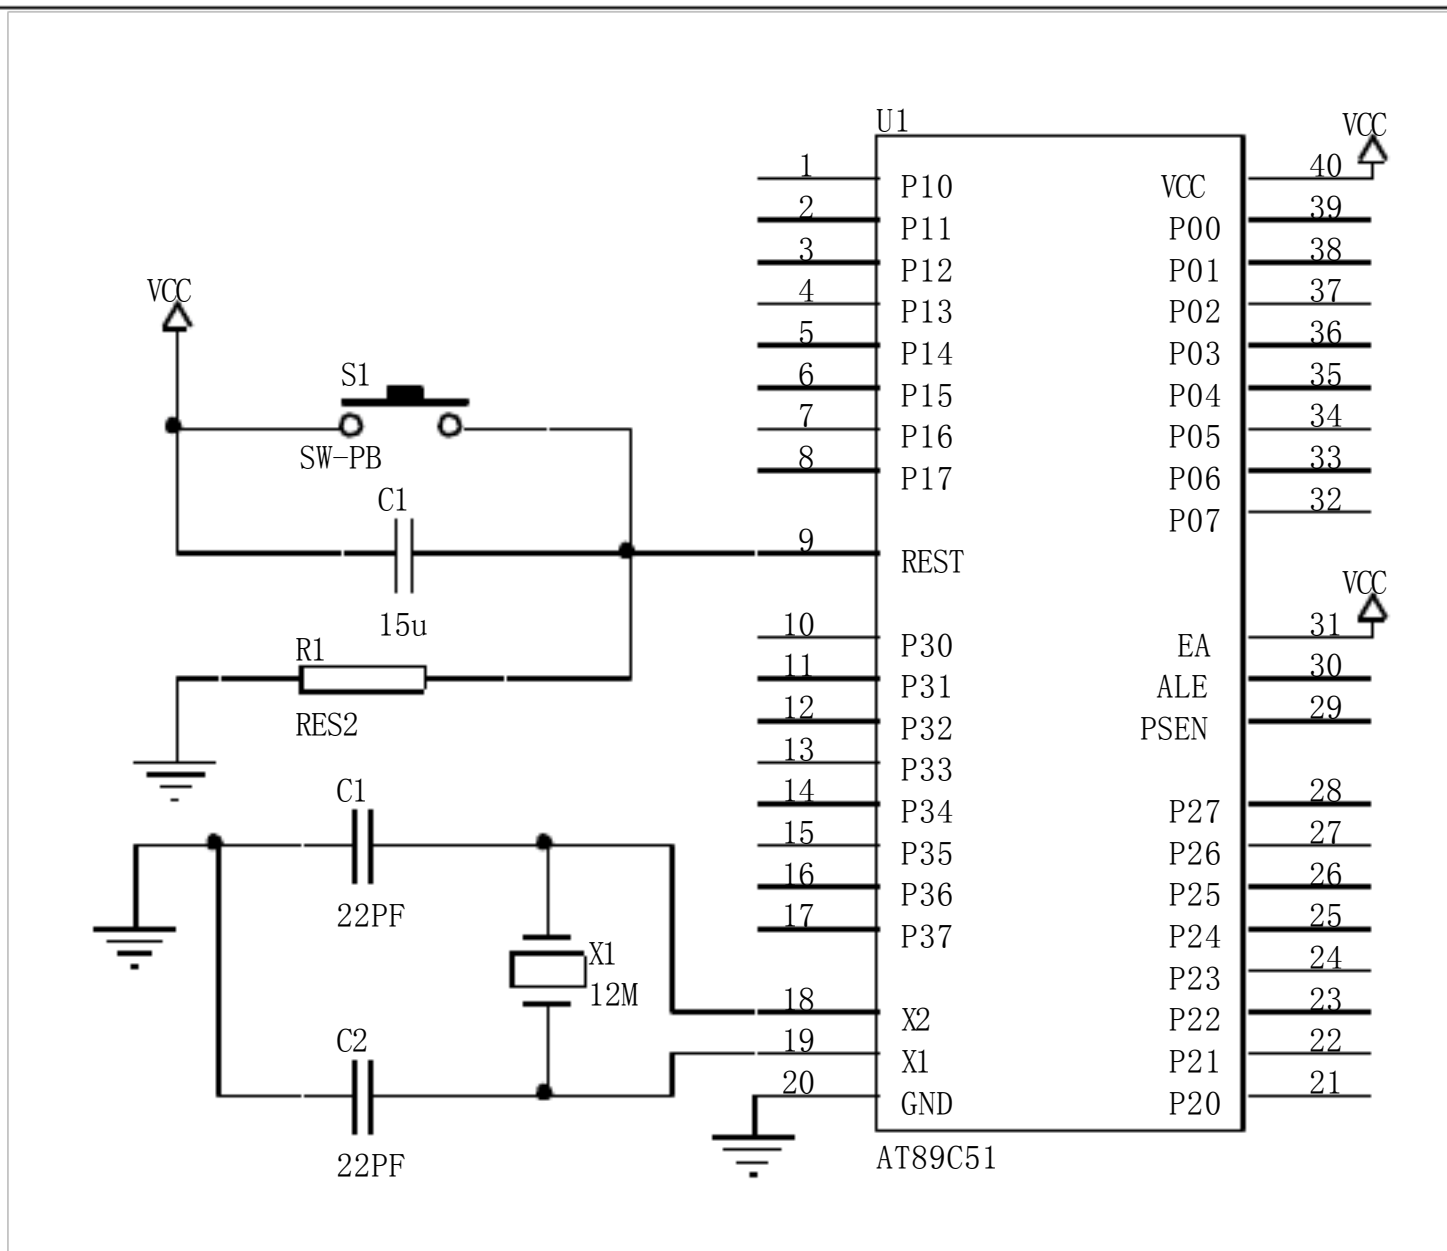 U1
VCC
1
P10
VCC
40
2
P11
P00
39
3
P12
P01
38
4
P13
P02
37
5
P14
P03
36
6
P15
P04
35
7
P16
P05
34
8
P17
P06
33
P07
32
9
REST
VCC
10
P30
EA
31
11
P31
ALE
30
12
P32
PSEN
29
13
P33
14
P34
P27
28
15
P35
P26
27
16
P36
P25
26
17
P37
P24
25
P23
24
18
X2
P22
23
19
X1
P21
22
20
GND
P20
21
AT89C51
VCC
S1
SW-PB
C1
15u
R1
RES2
C1
22PF
X1
12M
C2
22PF